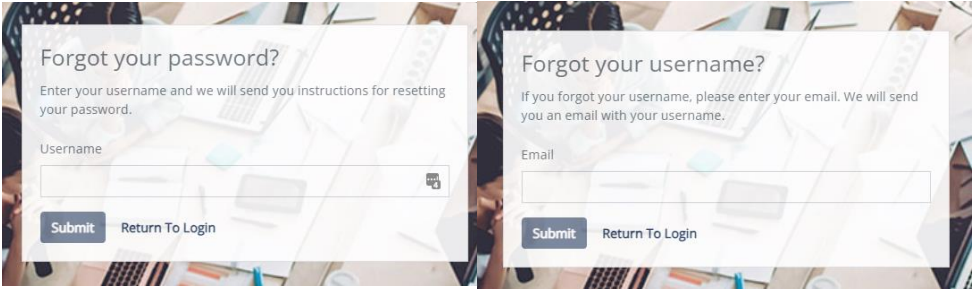 Forgot your password?
Enter your username and we will send you instructions for resetting
your password.
Username
Submit Return To Login
Forgot your username?
If you forgot your username, please enter your email. We will send
you an email with your username.
Email
Submit Return To Login